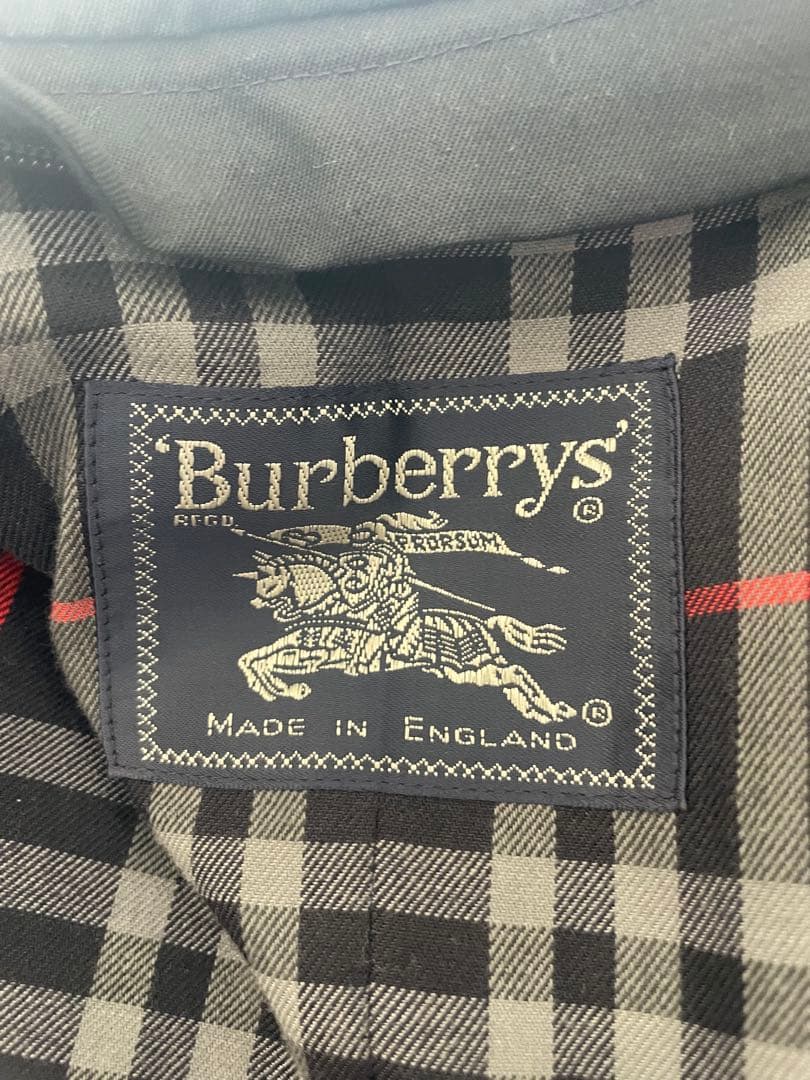 'Burberrys'
REGD.
®
PRORSUM
®
MADE IN ENGLAND